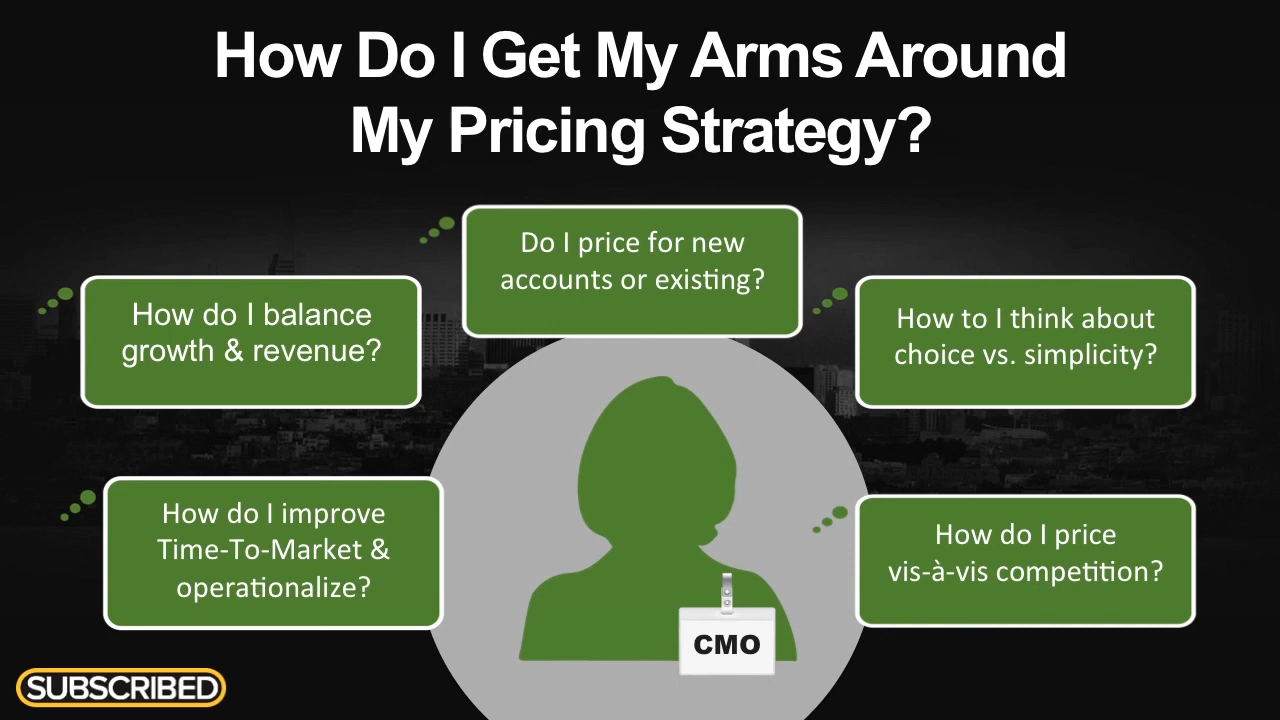 How Do I Get My Arms Around
My Pricing Strategy?
Do I price for new
accounts or existing?
How do I balance
growth & revenue?
How to I think about
choice vs. simplicity?
How do I improve
Time-To-Market &
operationalize?
How do I price
vis-à-vis competition?
CMO
SUBSCRIBED